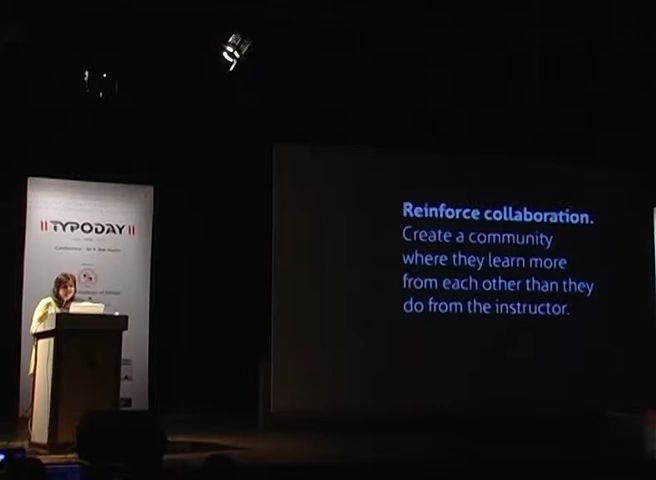 TYPODAY
Reinforce collaboration.
Create a community
where they learn more
from each other than they
do from the instructor.